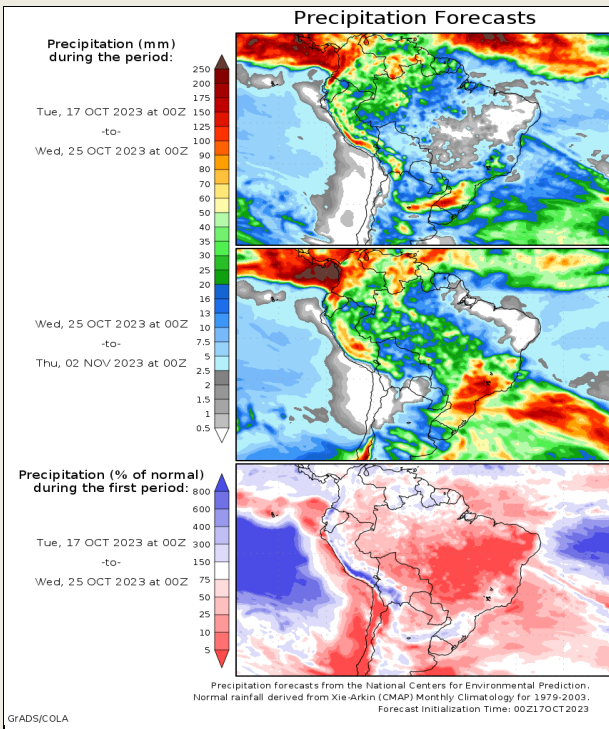 Precipitation Forecasts
Precipitation (mm)
during the period:
Tue, 17 OCT 2023 at 00Z
-to-
Wed, 25 OCT 2023 at 00Z
250
200
175
150
125
100
90
80
70
60
50
40
35
30
25
20
16
13
10
7.5
5
2.5
2
1.5
1
0.5
Wed, 25 OCT 2023 at 00Z
-to-
Thu, 02 NOV 2023 at 00Z
Precipitation (% of normal)
during the first period:
Tue, 17 OCT 2023 at 00Z
-to-
Wed, 25 OCT 2023 at 00Z
800
600
400
300
150
75
50
25
10
5
Precipitation forecasts from the National Centers for Environmental Prediction.
Normal rainfall derived from Xie-Arkin (CMAP) Monthly Climatology for 1979-2003.
Forecast Initialization Time: 00Z17OCT2023
GrADS/COLA